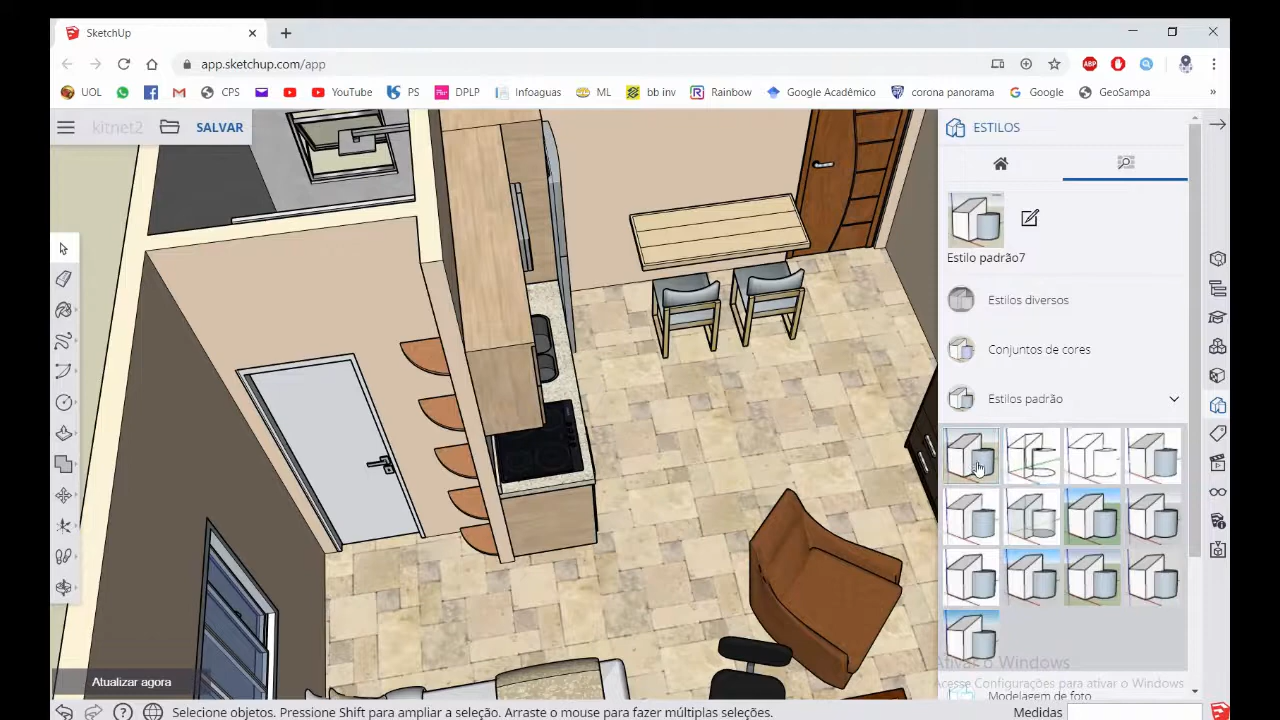 SketchUp
app.sketchup.com/app
ABP
UOL CPS YouTube PS DPLP Infoaguas ML bb inv Rainbow Google Acadêmico corona panorama Google GeoSampa »
kitnet2 SALVAR
ESTILOS
Estilo padrão7
Estilos diversos
Conjuntos de cores
Estilos padrão
Ativar o Windows
Acesse Configurações para ativar o Windows
Modelagem de foto
Atualizar agora
Selecione objetos. Pressione Shift para ampliar a seleção. Arraste o mouse para fazer múltiplas seleções. Medidas